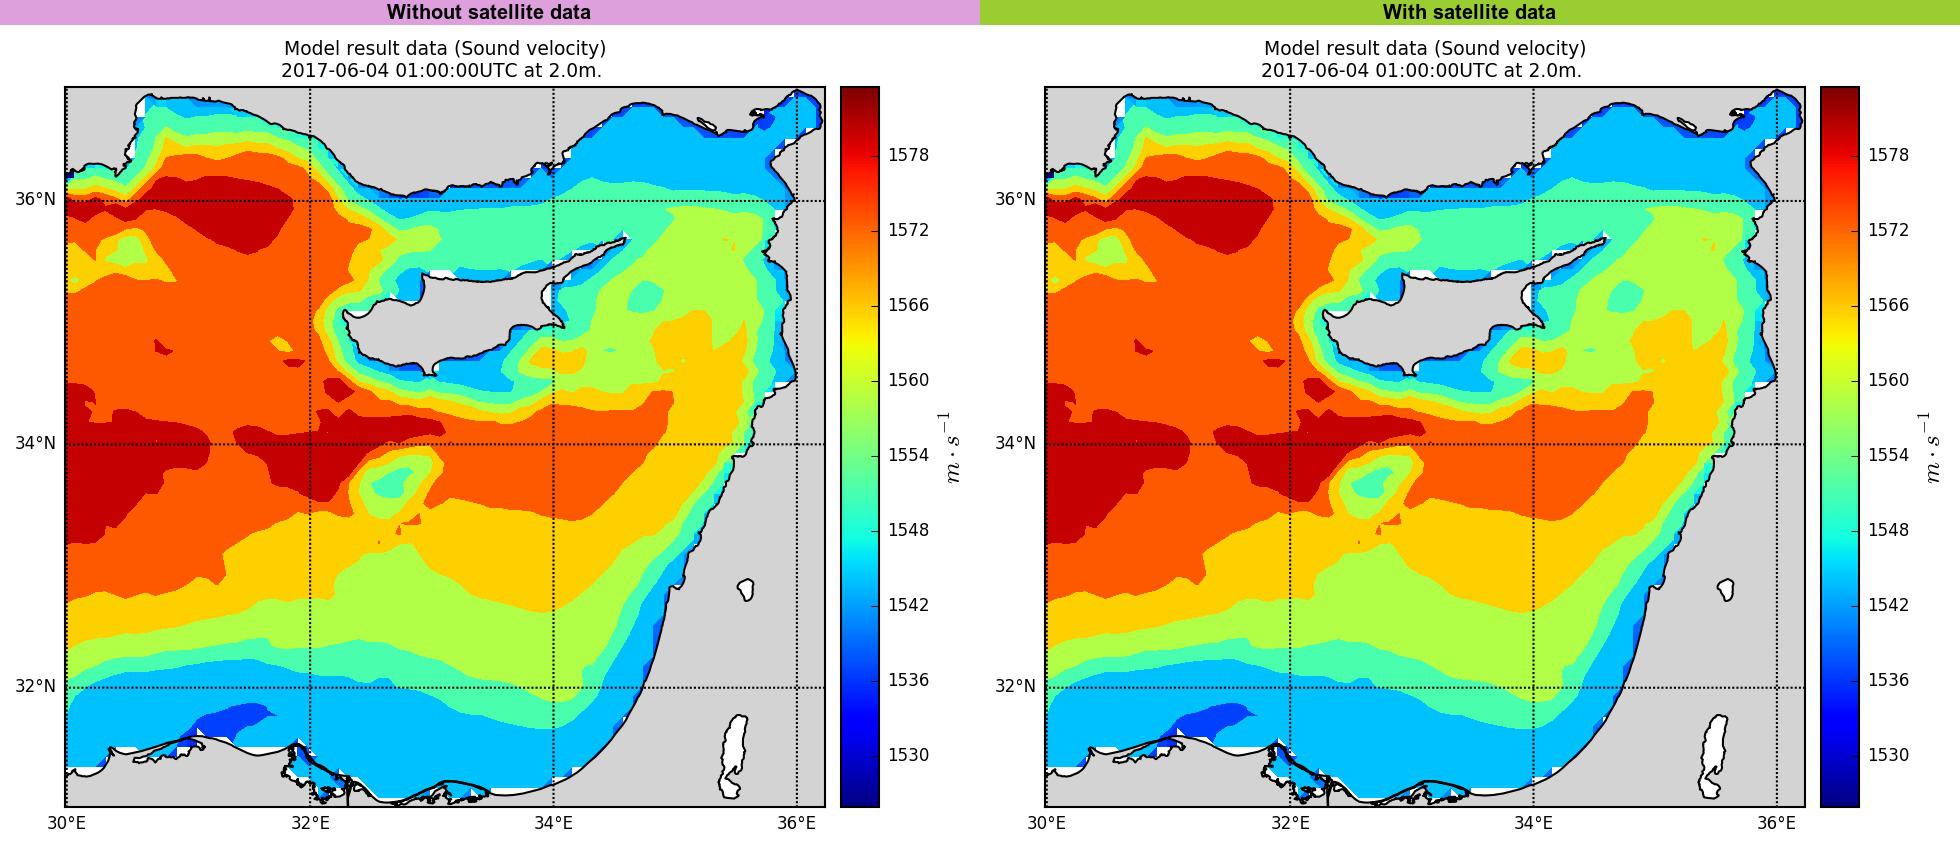 Without satellite data
With satellite data
Model result data (Sound velocity)
2017-06-04 01:00:00UTC at 2.0m.
36°N
34°N
32°N
30°E
32°E
34°E
36°E
1578
1572
1566
1560
1554
1548
1542
1536
1530
m · s⁻¹
Model result data (Sound velocity)
2017-06-04 01:00:00UTC at 2.0m.
36°N
34°N
32°N
30°E
32°E
34°E
36°E
1578
1572
1566
1560
1554
1548
1542
1536
1530
m · s⁻¹